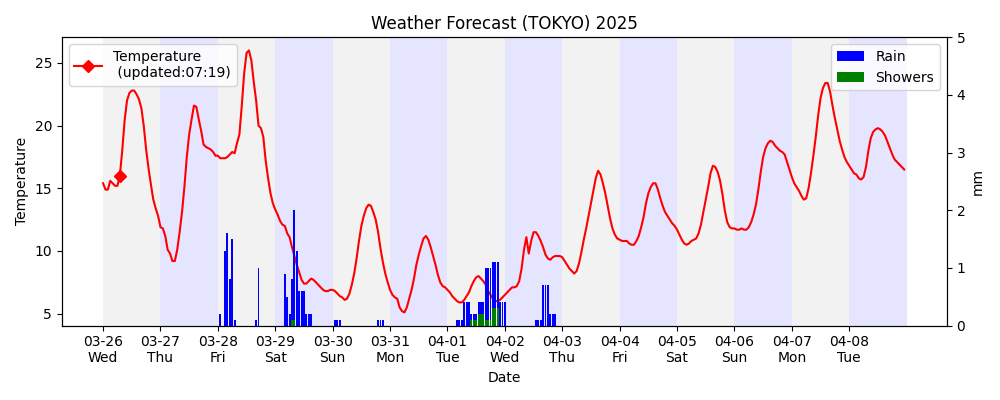 Weather Forecast (TOKYO) 2025
Temperature
(updated:07:19)
Rain
Showers
Temperature
25
20
15
10
5
5
4
3
2
1
0
mm
03-26 03-27 03-28 03-29 03-30 03-31 04-01 04-02 04-03 04-04 04-05 04-06 04-07 04-08
Wed Thu Fri Sat Sun Mon Tue Wed Thu Fri Sat Sun Mon Tue
Date